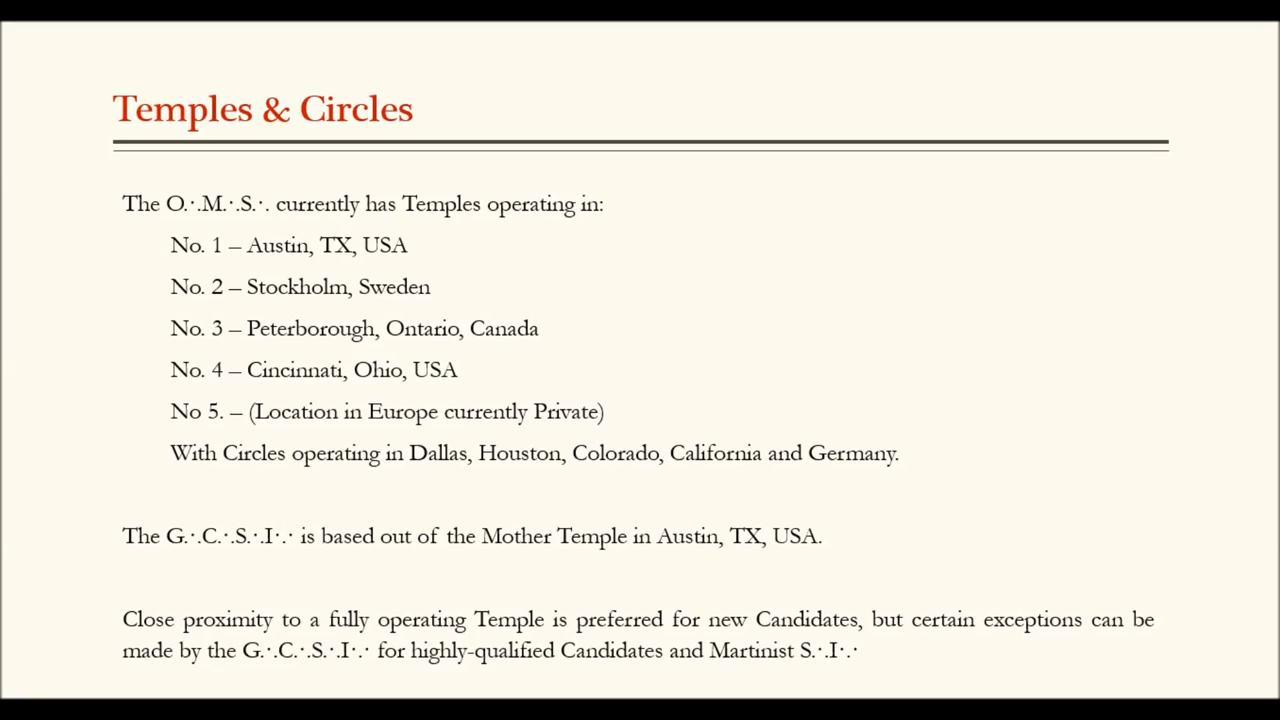 Temples & Circles
The O.·.M.·.S.·. currently has Temples operating in:
No. 1 – Austin, TX, USA
No. 2 – Stockholm, Sweden
No. 3 – Peterborough, Ontario, Canada
No. 4 – Cincinnati, Ohio, USA
No 5. – (Location in Europe currently Private)
With Circles operating in Dallas, Houston, Colorado, California and Germany.
The G.·.C.·.S.·.I·.· is based out of the Mother Temple in Austin, TX, USA.
Close proximity to a fully operating Temple is preferred for new Candidates, but certain exceptions can be
made by the G.·.C.·.S.·.I·.· for highly-qualified Candidates and Martinist S.·.I·.·